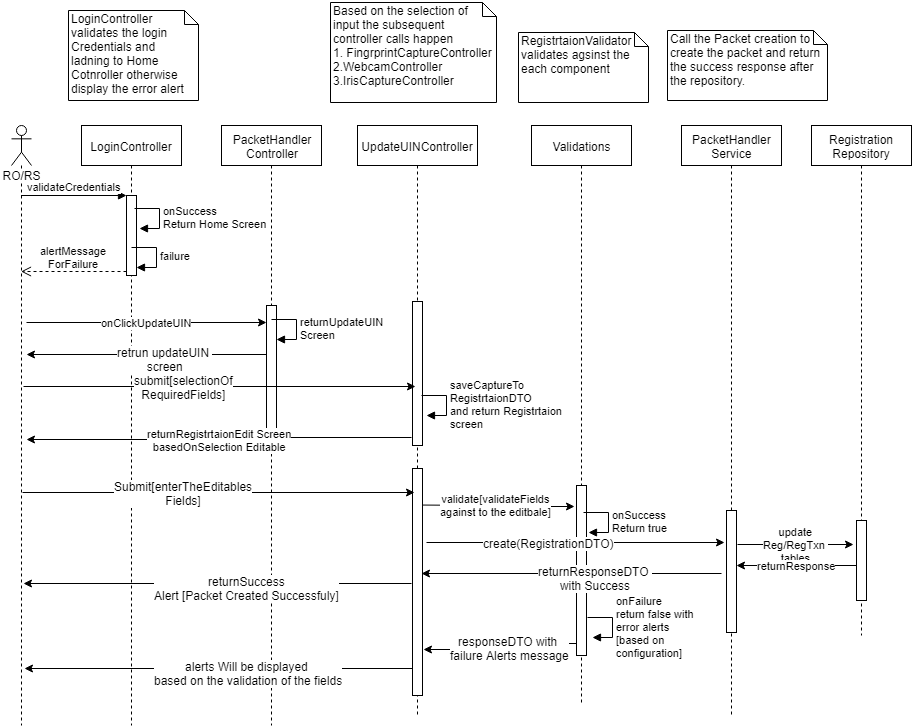 LoginController
validates the login
Credentials and
ladning to Home
Cotnroller otherwise
display the error alert
Based on the selection of
input the subsequent
controller calls happen
1. FingrprintCaptureController
2.WebcamController
3.IrisCaptureController
RegistrtaionValidator
validates aganst the
each component
Call the Packet creation to
create the packet and return
the success response after
the repository.
RO/RS
LoginController
PacketHandler
Controller
UpdateUINController
Validations
PacketHandler
Service
Registration
Repository
validateCredentials
onSuccess
Return Home Screen
alertMessage
ForFailure
failure
onClickUpdateUIN
returnUpdateUIN
Screen
retrun updateUIN
screen
submit[selectionOf
RequiredFields]
saveCaptureTo
RegistrtaionDTO
and return Registrtaion
screen
returnRegistrtaionEdit Screen
basedOnSelection Editable
Submit[enterTheEditables
Fields]
validate[validateFields
against to the editbale]
onSuccess
Return true
create(RegistrationDTO)
update
Reg/RegTxn
tables
returnResponse
returnResponseDTO
with Success
returnSuccess
Alert [Packet Created Successfuly]
onFailure
return false with
error alerts
[based on
configuration]
responseDTO with
failure Alerts message
alerts Will be displayed
based on the validation of the fields